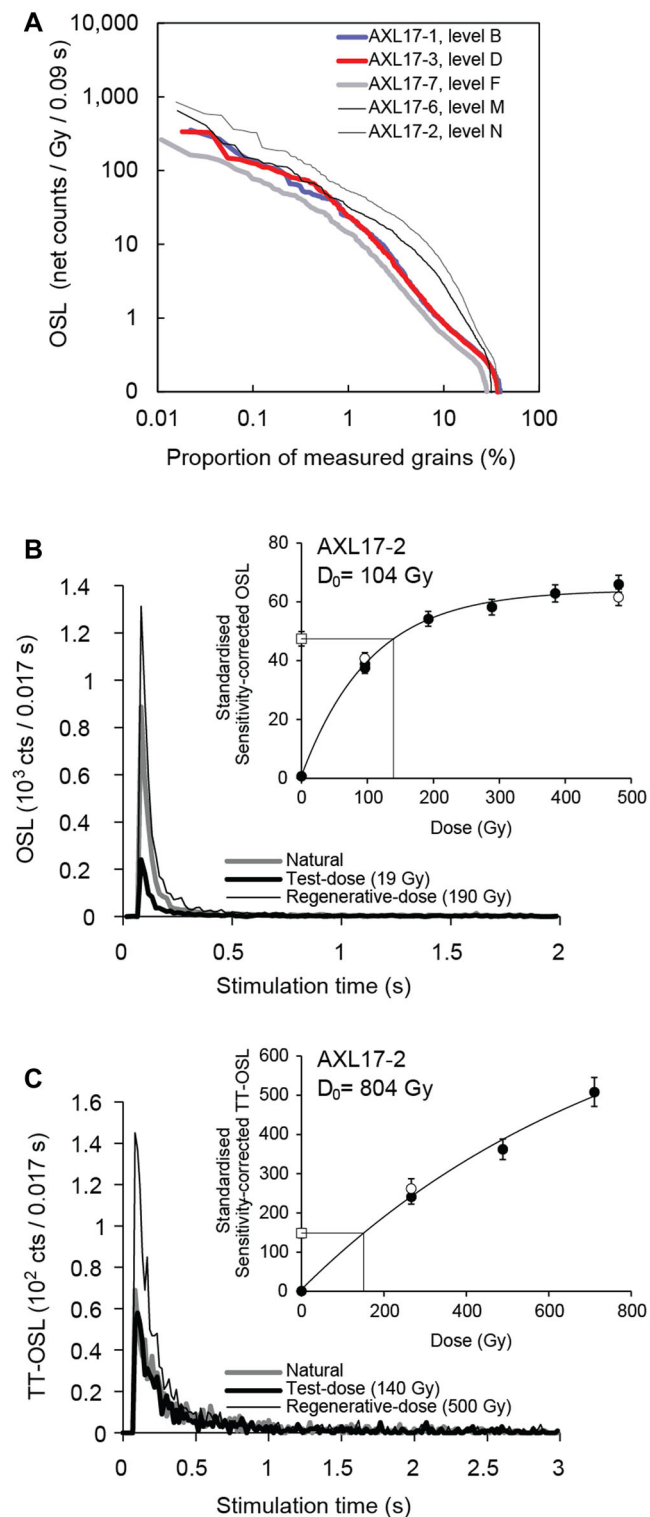 A
10,000
1,000
100
10
1
0
0.01 0.1 1 10 100
OSL (net counts / Gy / 0.09 s)
Proportion of measured grains (%)
AXL17-1, level B
AXL17-3, level D
AXL17-7, level F
AXL17-6, level M
AXL17-2, level N
B
1.4
1.2
1
0.8
0.6
0.4
0.2
0
0 0.5 1 1.5 2
OSL (10³ cts / 0.017 s)
Stimulation time (s)
AXL17-2
D₀= 104 Gy
80
60
40
20
0
0 100 200 300 400 500
Standardised
Sensitivity-corrected OSL
Dose (Gy)
Natural
Test-dose (19 Gy)
Regenerative-dose (190 Gy)
C
1.6
1.4
1.2
1
0.8
0.6
0.4
0.2
0
0 0.5 1 1.5 2 2.5 3
TT-OSL (10² cts / 0.017 s)
Stimulation time (s)
AXL17-2
D₀= 804 Gy
600
500
400
300
200
100
0
0 200 400 600 800
Standardised
Sensitivity-corrected TT-OSL
Dose (Gy)
Natural
Test-dose (140 Gy)
Regenerative-dose (500 Gy)